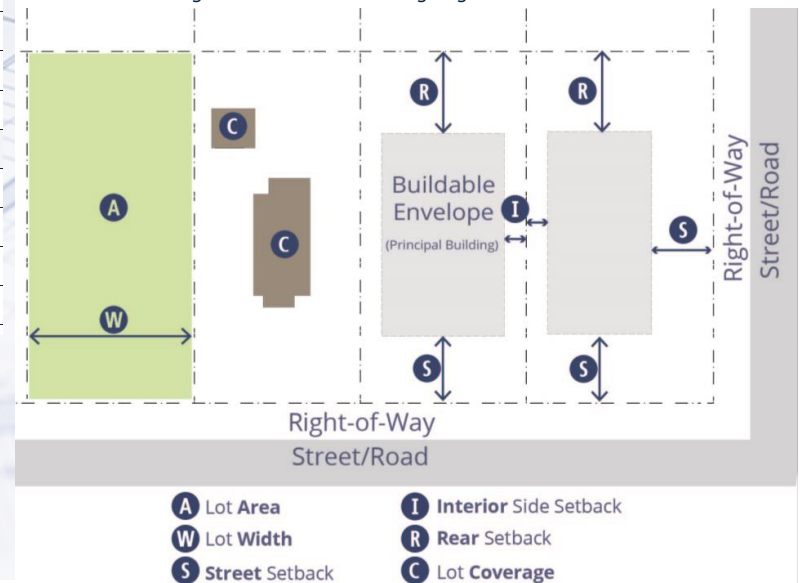 R
R
C
Buildable
Envelope
(Principal Building)
I
A
C
S
Right-of-Way
Street/Road
W
S
S
Right-of-Way
Street/Road
A Lot Area
W Lot Width
S Street Setback
I Interior Side Setback
R Rear Setback
C Lot Coverage